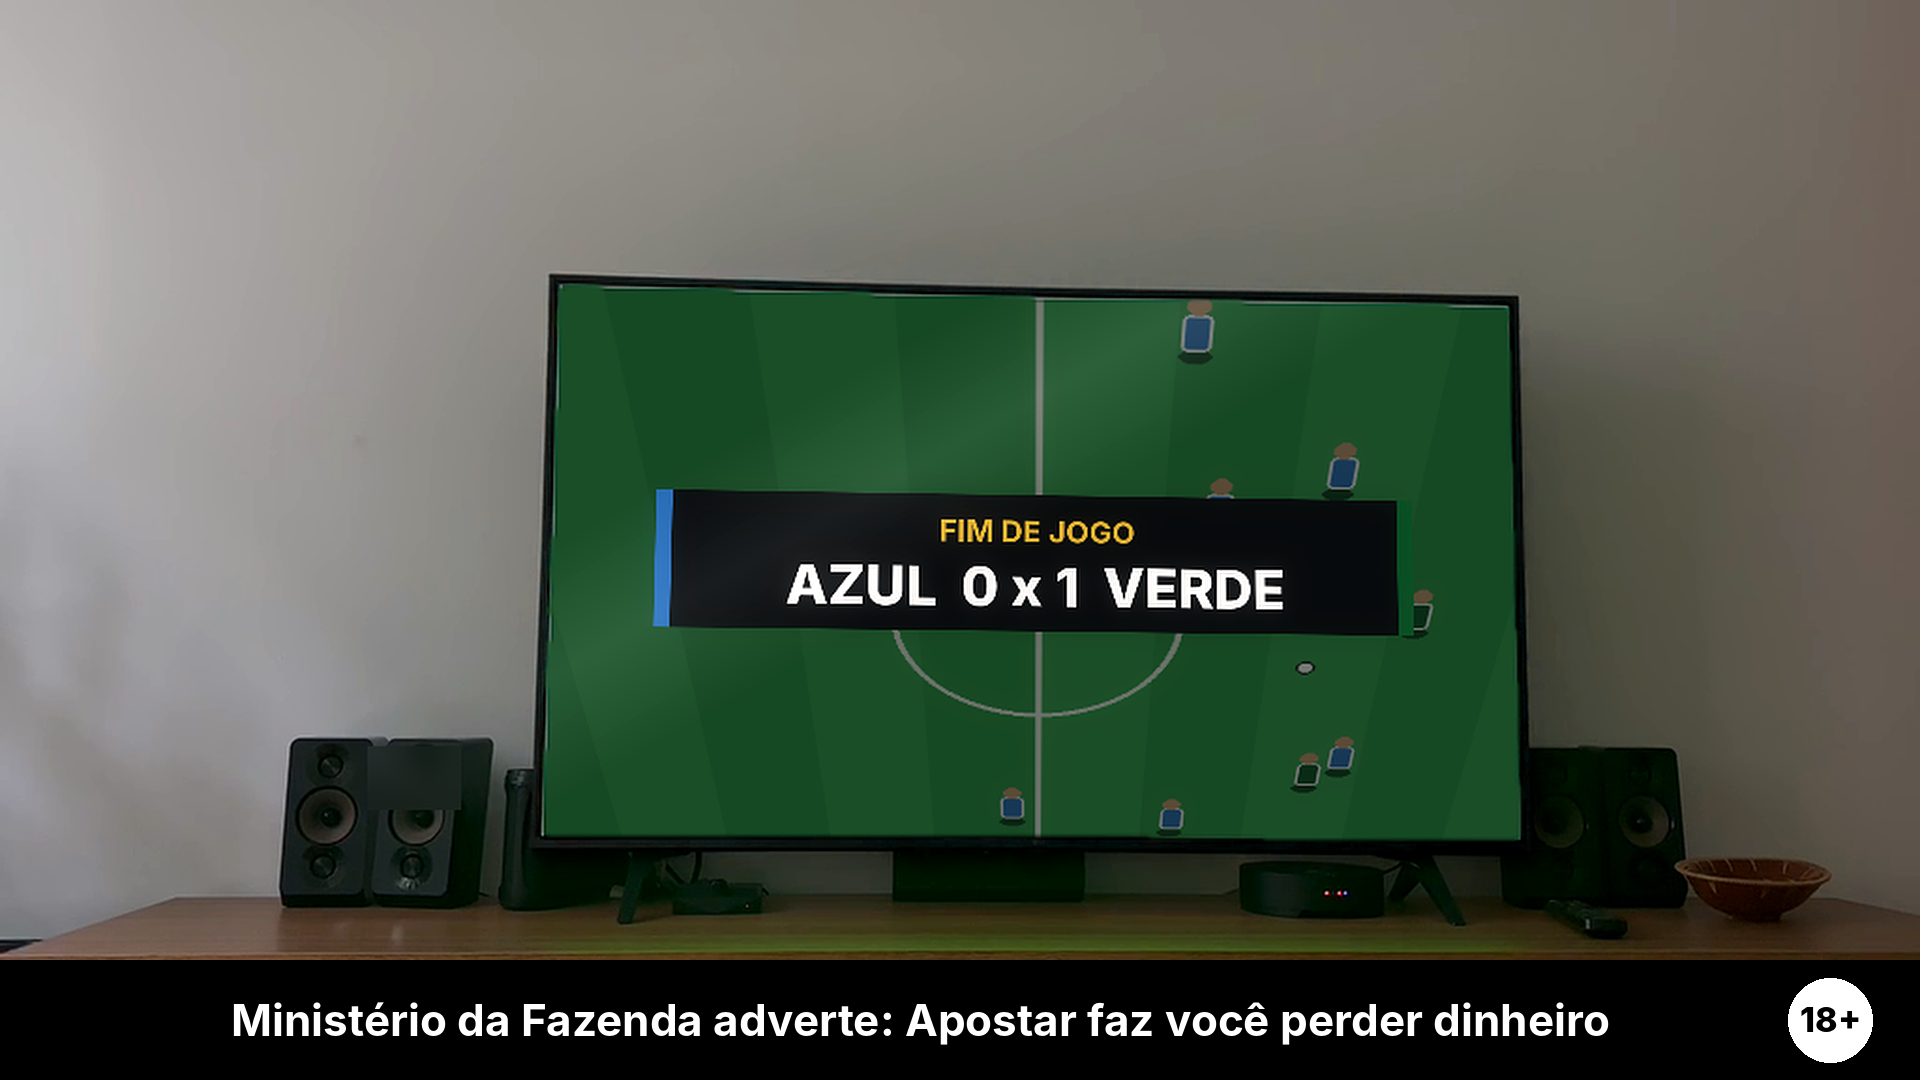 FIM DE JOGO
AZUL 0 x 1 VERDE
Ministério da Fazenda adverte: Apostar faz você perder dinheiro
18+